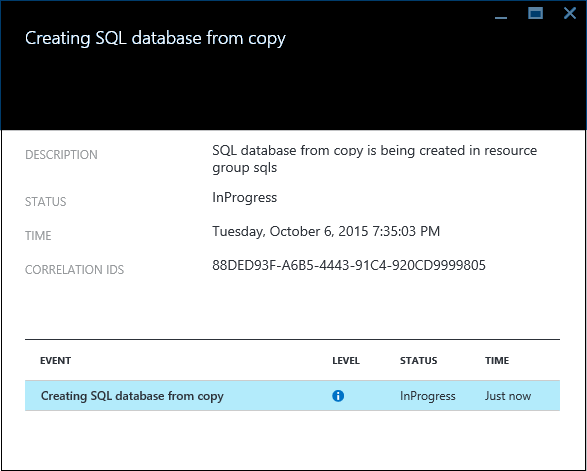 Creating SQL database from copy
DESCRIPTION
SQL database from copy is being created in resource
group sqls
STATUS
InProgress
TIME
Tuesday, October 6, 2015 7:35:03 PM
CORRELATION IDS
88DED93F-A6B5-4443-91C4-920CD9999805
EVENT LEVEL STATUS TIME
Creating SQL database from copy InProgress Just now